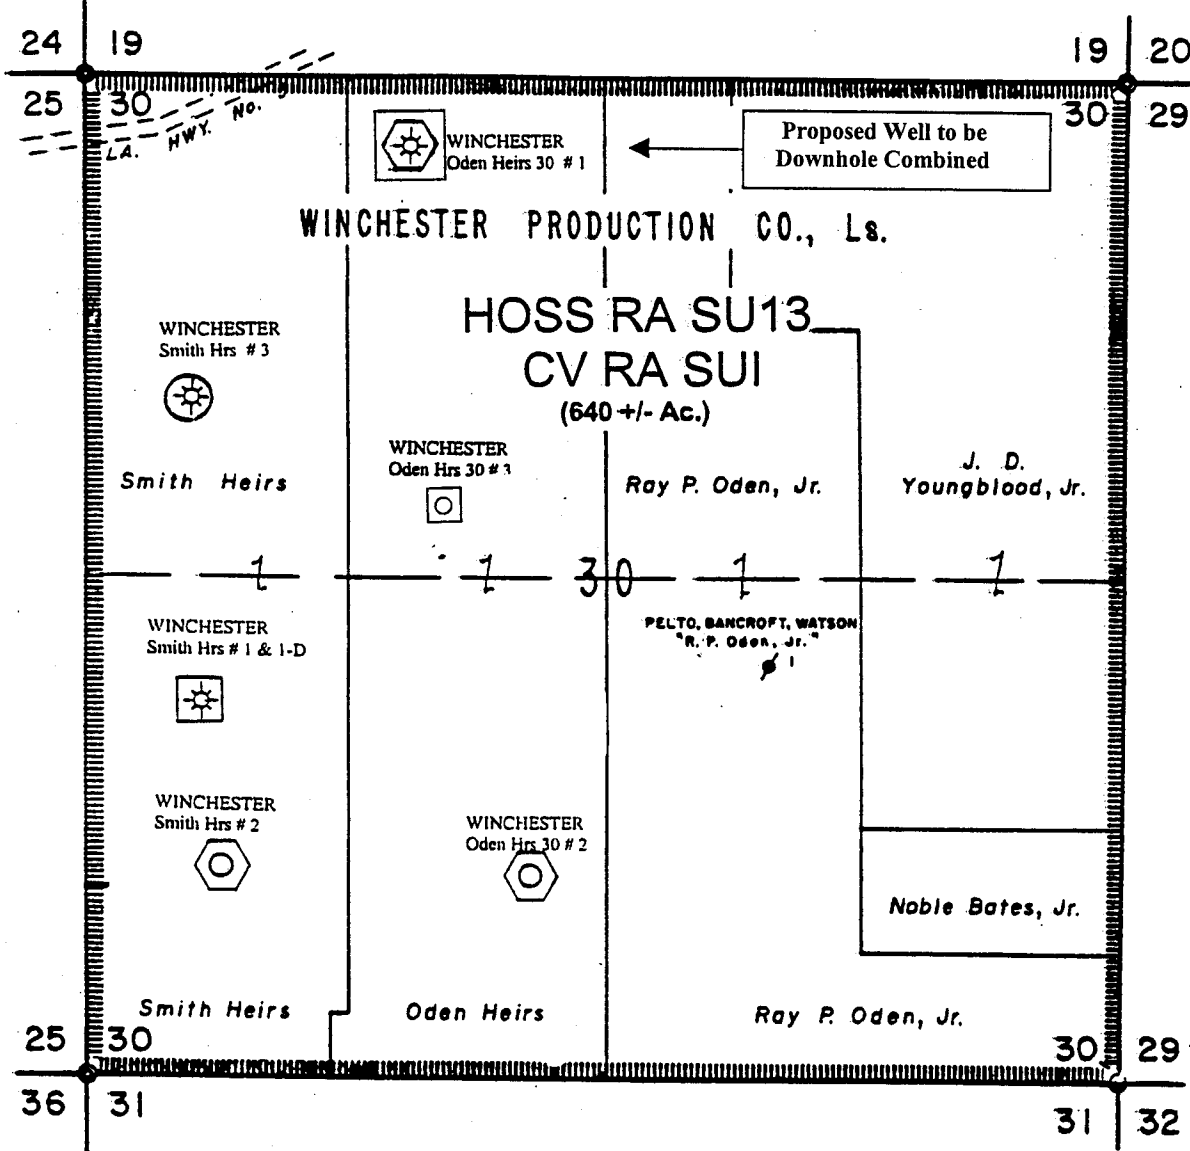 24 19
19 20
25 30
30 29
LA. HWY. No.
WINCHESTER
Oden Heirs 30 # 1
Proposed Well to be
Downhole Combined
WINCHESTER PRODUCTION CO., Ls.
HOSS RA SU13
CV RA SUI
(640 +/- Ac.)
WINCHESTER
Smith Hrs # 3
WINCHESTER
Oden Hrs 30 # 3
Smith Heirs
Ray P. Oden, Jr.
J. D.
Youngblood, Jr.
1 1 30 1 1
WINCHESTER
Smith Hrs # 1 & 1-D
PELTO, BANCROFT, WATSON
"R. P. Oden, Jr."
1
WINCHESTER
Smith Hrs # 2
WINCHESTER
Oden Hrs 30 # 2
Noble Bates, Jr.
Smith Heirs
Oden Heirs
Ray P. Oden, Jr.
25 30
30 29
36 31
31 32